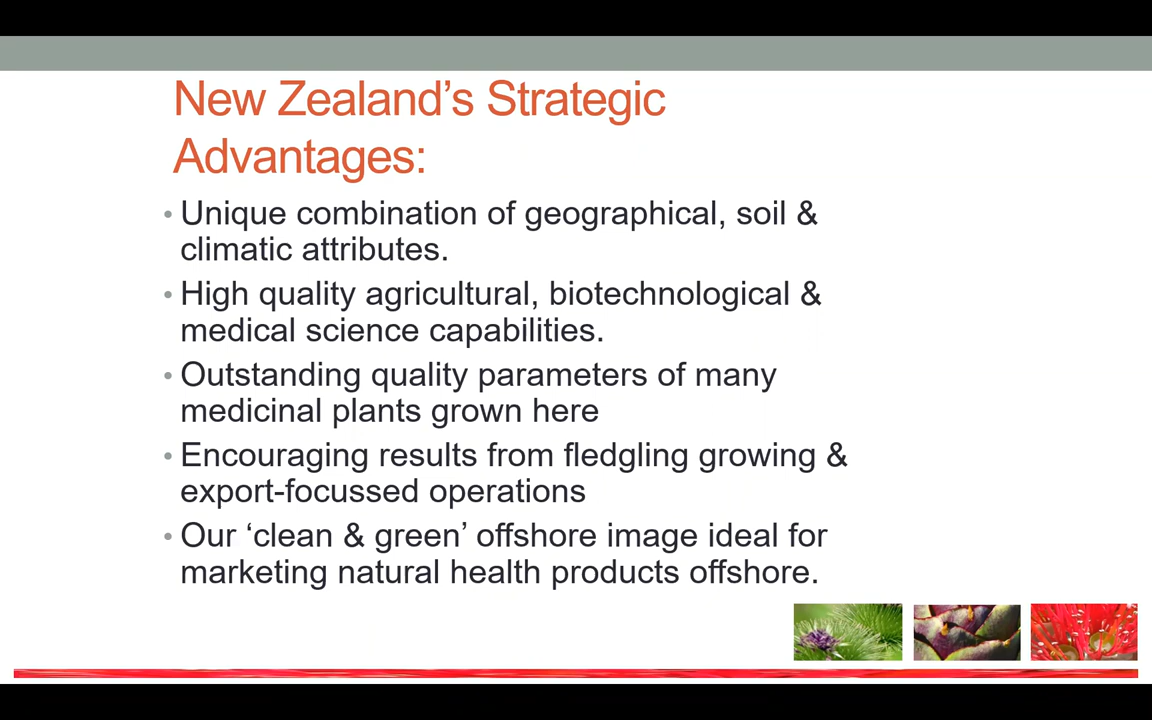 New Zealand’s Strategic
Advantages:
• Unique combination of geographical, soil &
climatic attributes.
• High quality agricultural, biotechnological &
medical science capabilities.
• Outstanding quality parameters of many
medicinal plants grown here
• Encouraging results from fledgling growing &
export-focussed operations
• Our ‘clean & green’ offshore image ideal for
marketing natural health products offshore.